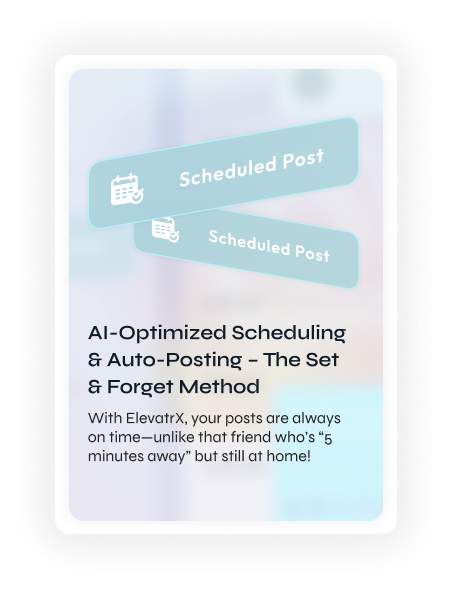 Scheduled Post
Scheduled Post
AI-Optimized Scheduling
& Auto-Posting – The Set
& Forget Method
With ElevatrX, your posts are always
on time—unlike that friend who’s “5
minutes away” but still at home!